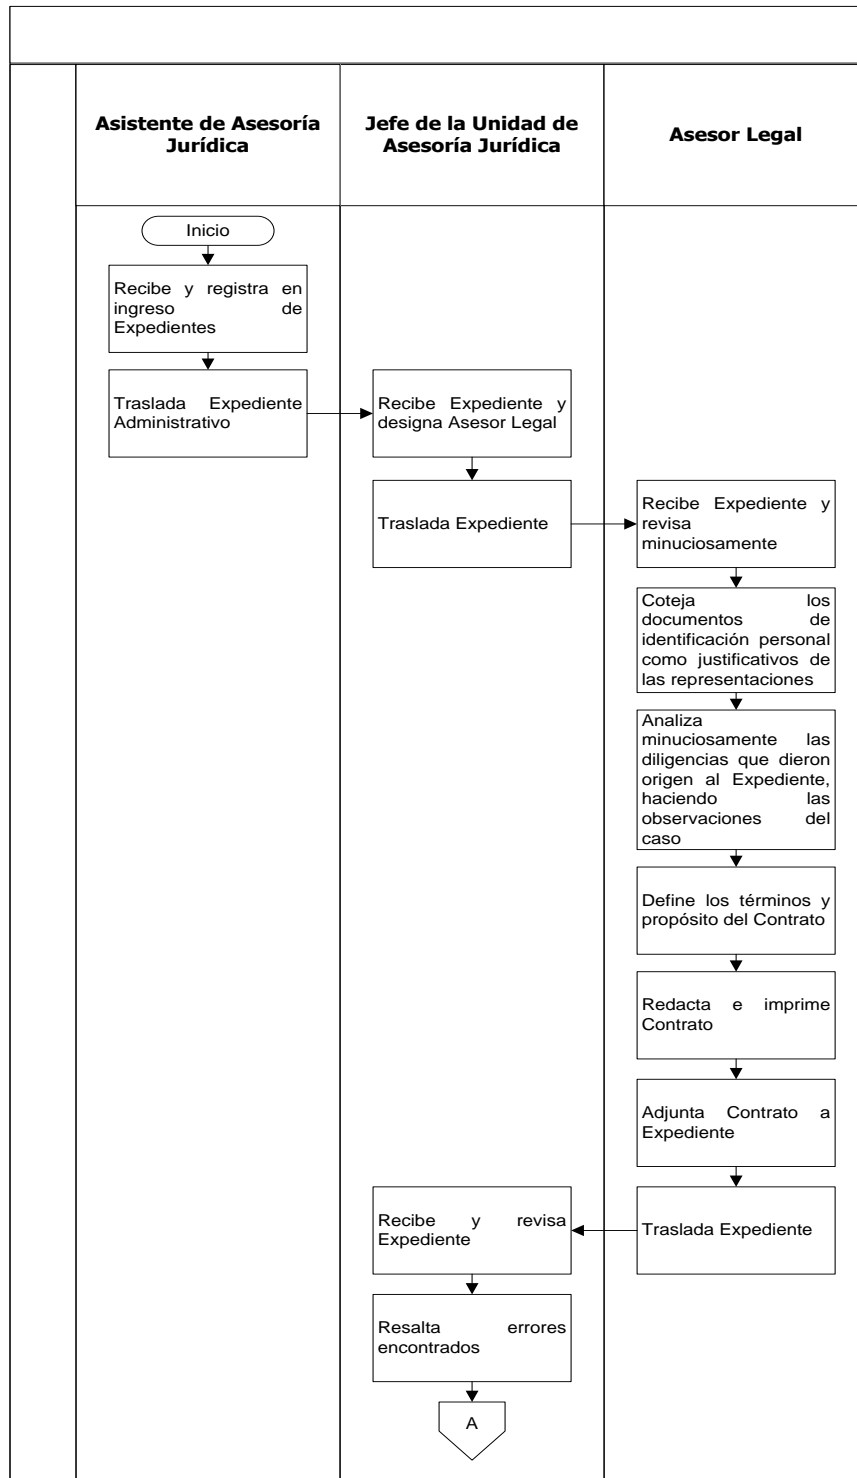 Asistente de Asesoría
Jurídica
Jefe de la Unidad de
Asesoría Jurídica
Asesor Legal
Inicio
Recibe y registra en
ingreso de
Expedientes
Traslada Expediente
Administrativo
Recibe Expediente y
designa Asesor Legal
Traslada Expediente
Recibe Expediente y
revisa
minuciosamente
Coteja los
documentos de
identificación personal
como justificativos de
las representaciones
Analiza
minuciosamente las
diligencias que dieron
origen al Expediente,
haciendo las
observaciones del
caso
Define los términos y
propósito del Contrato
Redacta e imprime
Contrato
Adjunta Contrato a
Expediente
Traslada Expediente
Recibe y revisa
Expediente
Resalta errores
encontrados
A